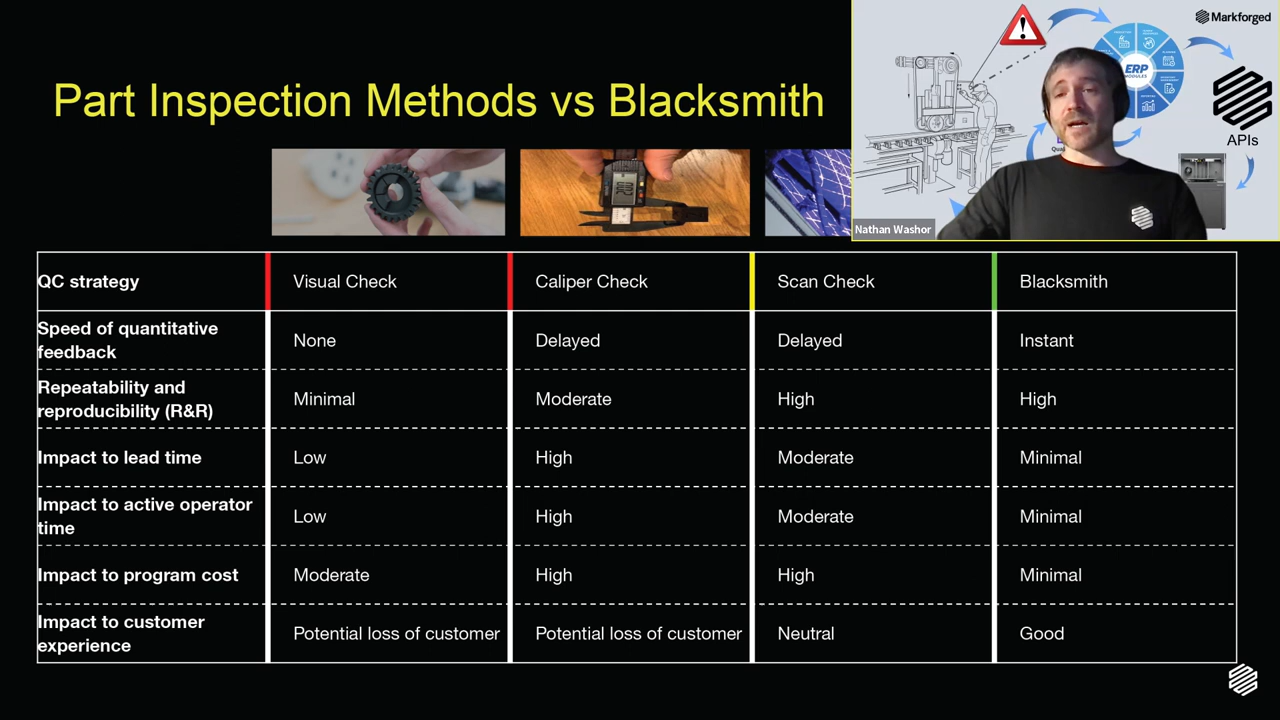 Part Inspection Methods vs Blacksmith
Markforged
ERP
MODULES
APIs
Nathan Washor
QC strategy
Visual Check
Caliper Check
Scan Check
Blacksmith
Speed of quantitative
feedback
None
Delayed
Delayed
Instant
Repeatability and
reproducibility (R&R)
Minimal
Moderate
High
High
Impact to lead time
Low
High
Moderate
Minimal
Impact to active operator
time
Low
High
Moderate
Minimal
Impact to program cost
Moderate
High
High
Minimal
Impact to customer
experience
Potential loss of customer
Potential loss of customer
Neutral
Good